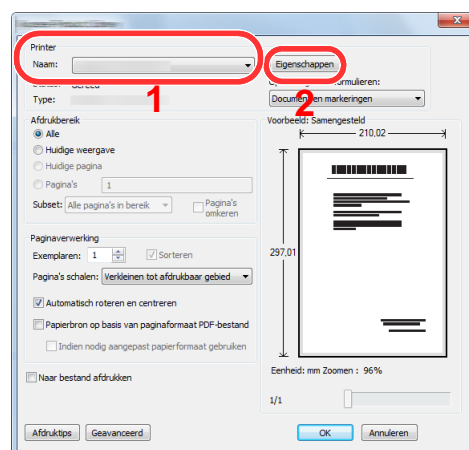 Printer
Naam:
Eigenschappen
Type:
1
2
Documenten markeringen
Afdrukbereik
Alle
Huidige weergave
Huidige pagina
Pagina's 1
Subset: Alle pagina's in bereik
Pagina's omkeren
Paginaverwerking
Exemplaren: 1
Sorteren
Pagina's schalen: Verkleinen tot afdrukbaar gebied
Automatisch roteren en centreren
Papierbron op basis van paginaformaat PDF-bestand
Indien nodig aangepast papierformaat gebruiken
Naar bestand afdrukken
Voorbeeld: Samengesteld
210,02
297,01
Eenheid: mm Zoomen : 96%
1/1
Afdruktips
Geavanceerd
OK
Annuleren